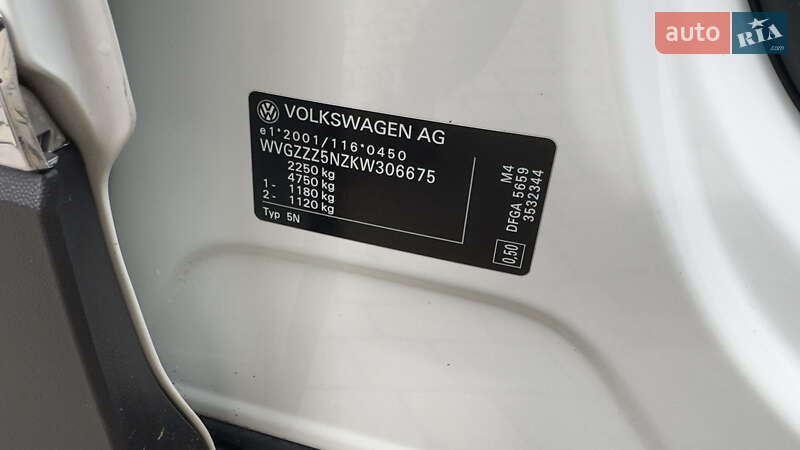 auto RIA .com
VOLKSWAGEN AG
e1*2001/116*0450
WVGZZZ5NZKW306675
2250 kg
4750 kg
1- 1180 kg
2- 1120 kg
Typ 5N
M4
DFGA 5659
3532344
0,50